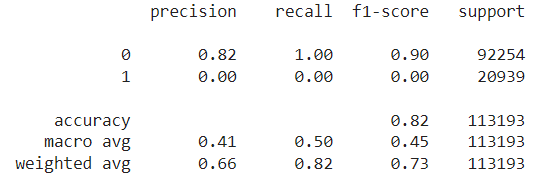 precision recall f1-score support
0 0.82 1.00 0.90 92254
1 0.00 0.00 0.00 20939
accuracy 0.82 113193
macro avg 0.41 0.50 0.45 113193
weighted avg 0.66 0.82 0.73 113193